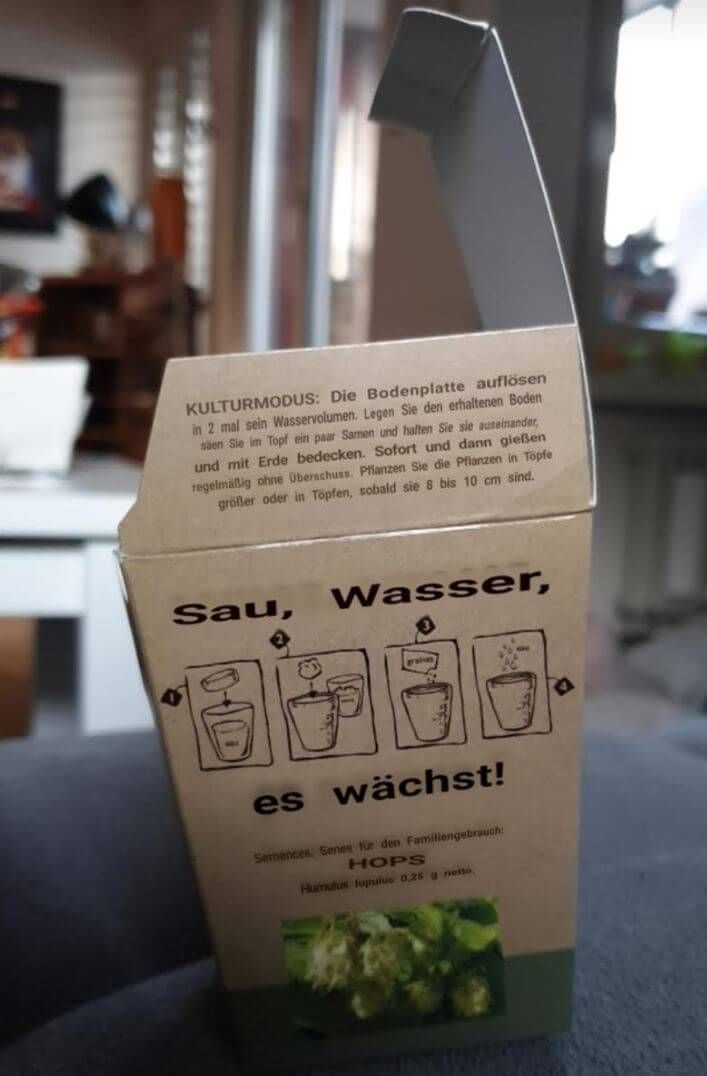 KULTURMODUS: Die Bodenplatte auflösen
in 2 mal sein Wasservolumen. Legen Sie den erhaltenen Boden
säen Sie im Topf ein paar Samen und halten Sie sie auseinander,
und mit Erde bedecken. Sofort und dann gießen
regelmäßig ohne Überschuss. Pflanzen Sie die Pflanzen in Töpfe
größer oder in Töpfen, sobald sie 8 bis 10 cm sind.
Sau, Wasser,
1
2
3
4
eau
graines
eau
es wächst!
Semences. Senes für den Familiengebrauch:
HOPS
Humulus lupulus 0,25 g netto.